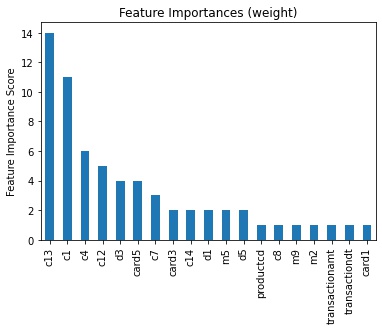 Feature Importances (weight)
Feature Importance Score
14
12
10
8
6
4
2
0
c13
c1
c4
c12
d3
card5
c7
card3
c14
d1
m5
d5
productcd
c8
m9
m2
transactionamt
transactiondt
card1